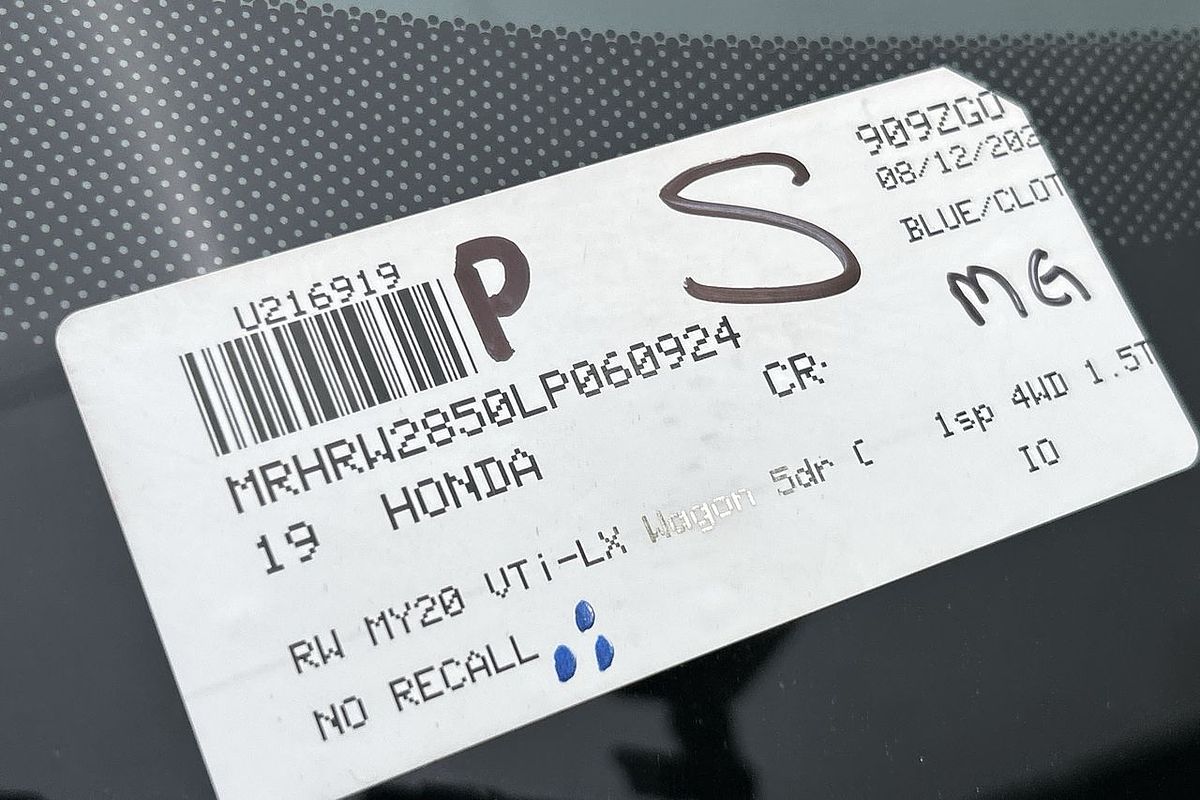 909ZGO
08/12/202
BLUE/CLOT
U216919
P
S
MG
MRHRW2850LP060924
19 HONDA
CR-
RW MY20 VTi-LX Wagon 5dr C
1sp 4WD 1.5T
NO RECALL
IO